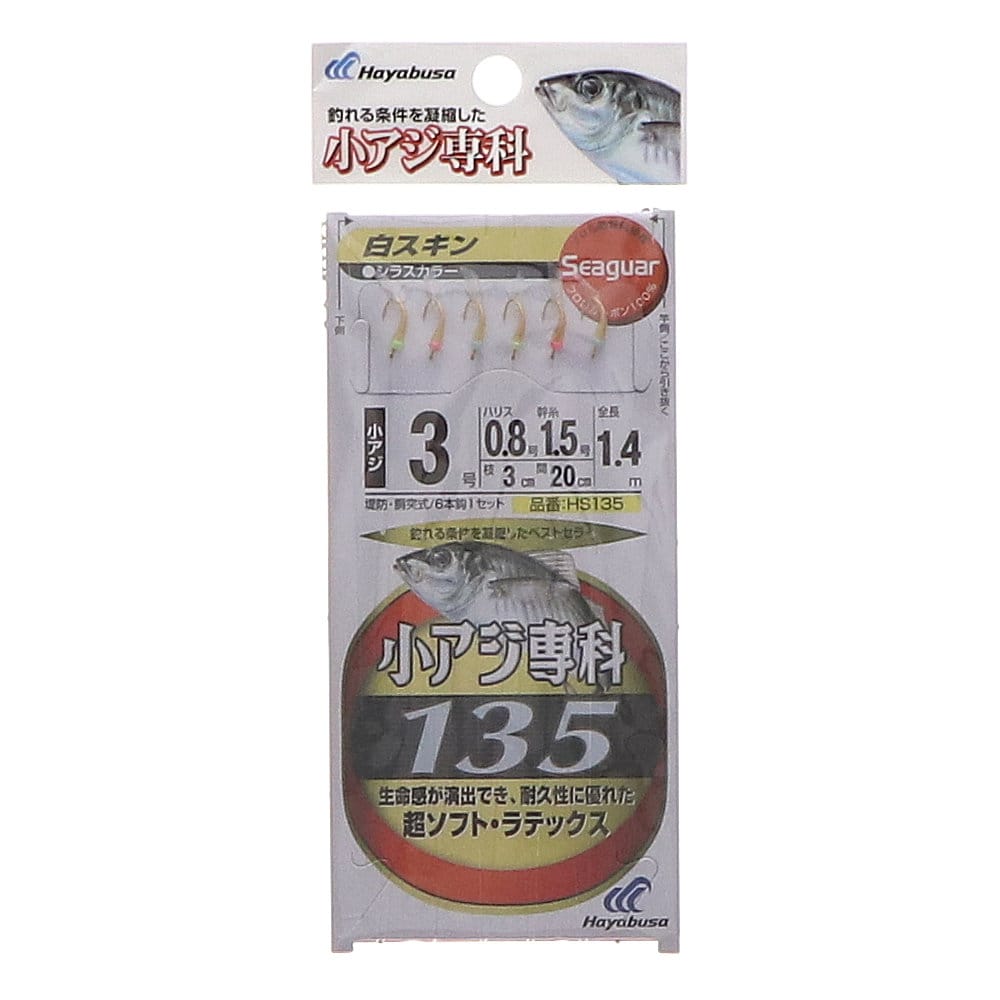 Hayabusa
釣れる条件を凝縮した
小アジ専科
白スキン
●シラスカラー
Seaguar
下側
竿側/ここから引き抜く
小アジ
3号
ハリス 0.8号
幹糸 1.5号
全長 1.4m
枝 3cm
間 20cm
堤防・胴突式/6本鈎1セット
品番:HS135
釣れる条件を凝縮したベストセラー
小アジ専科
135
生命感が演出でき、耐久性に優れた
超ソフト・ラテックス
Hayabusa